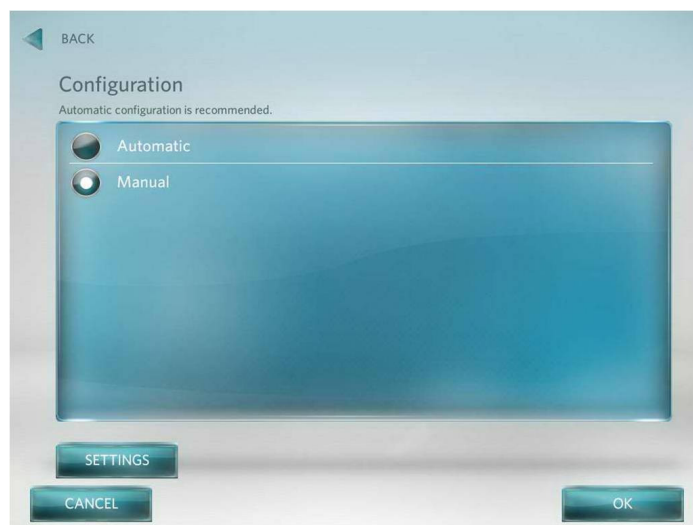 BACK
Configuration
Automatic configuration is recommended.
Automatic
Manual
SETTINGS
CANCEL
OK